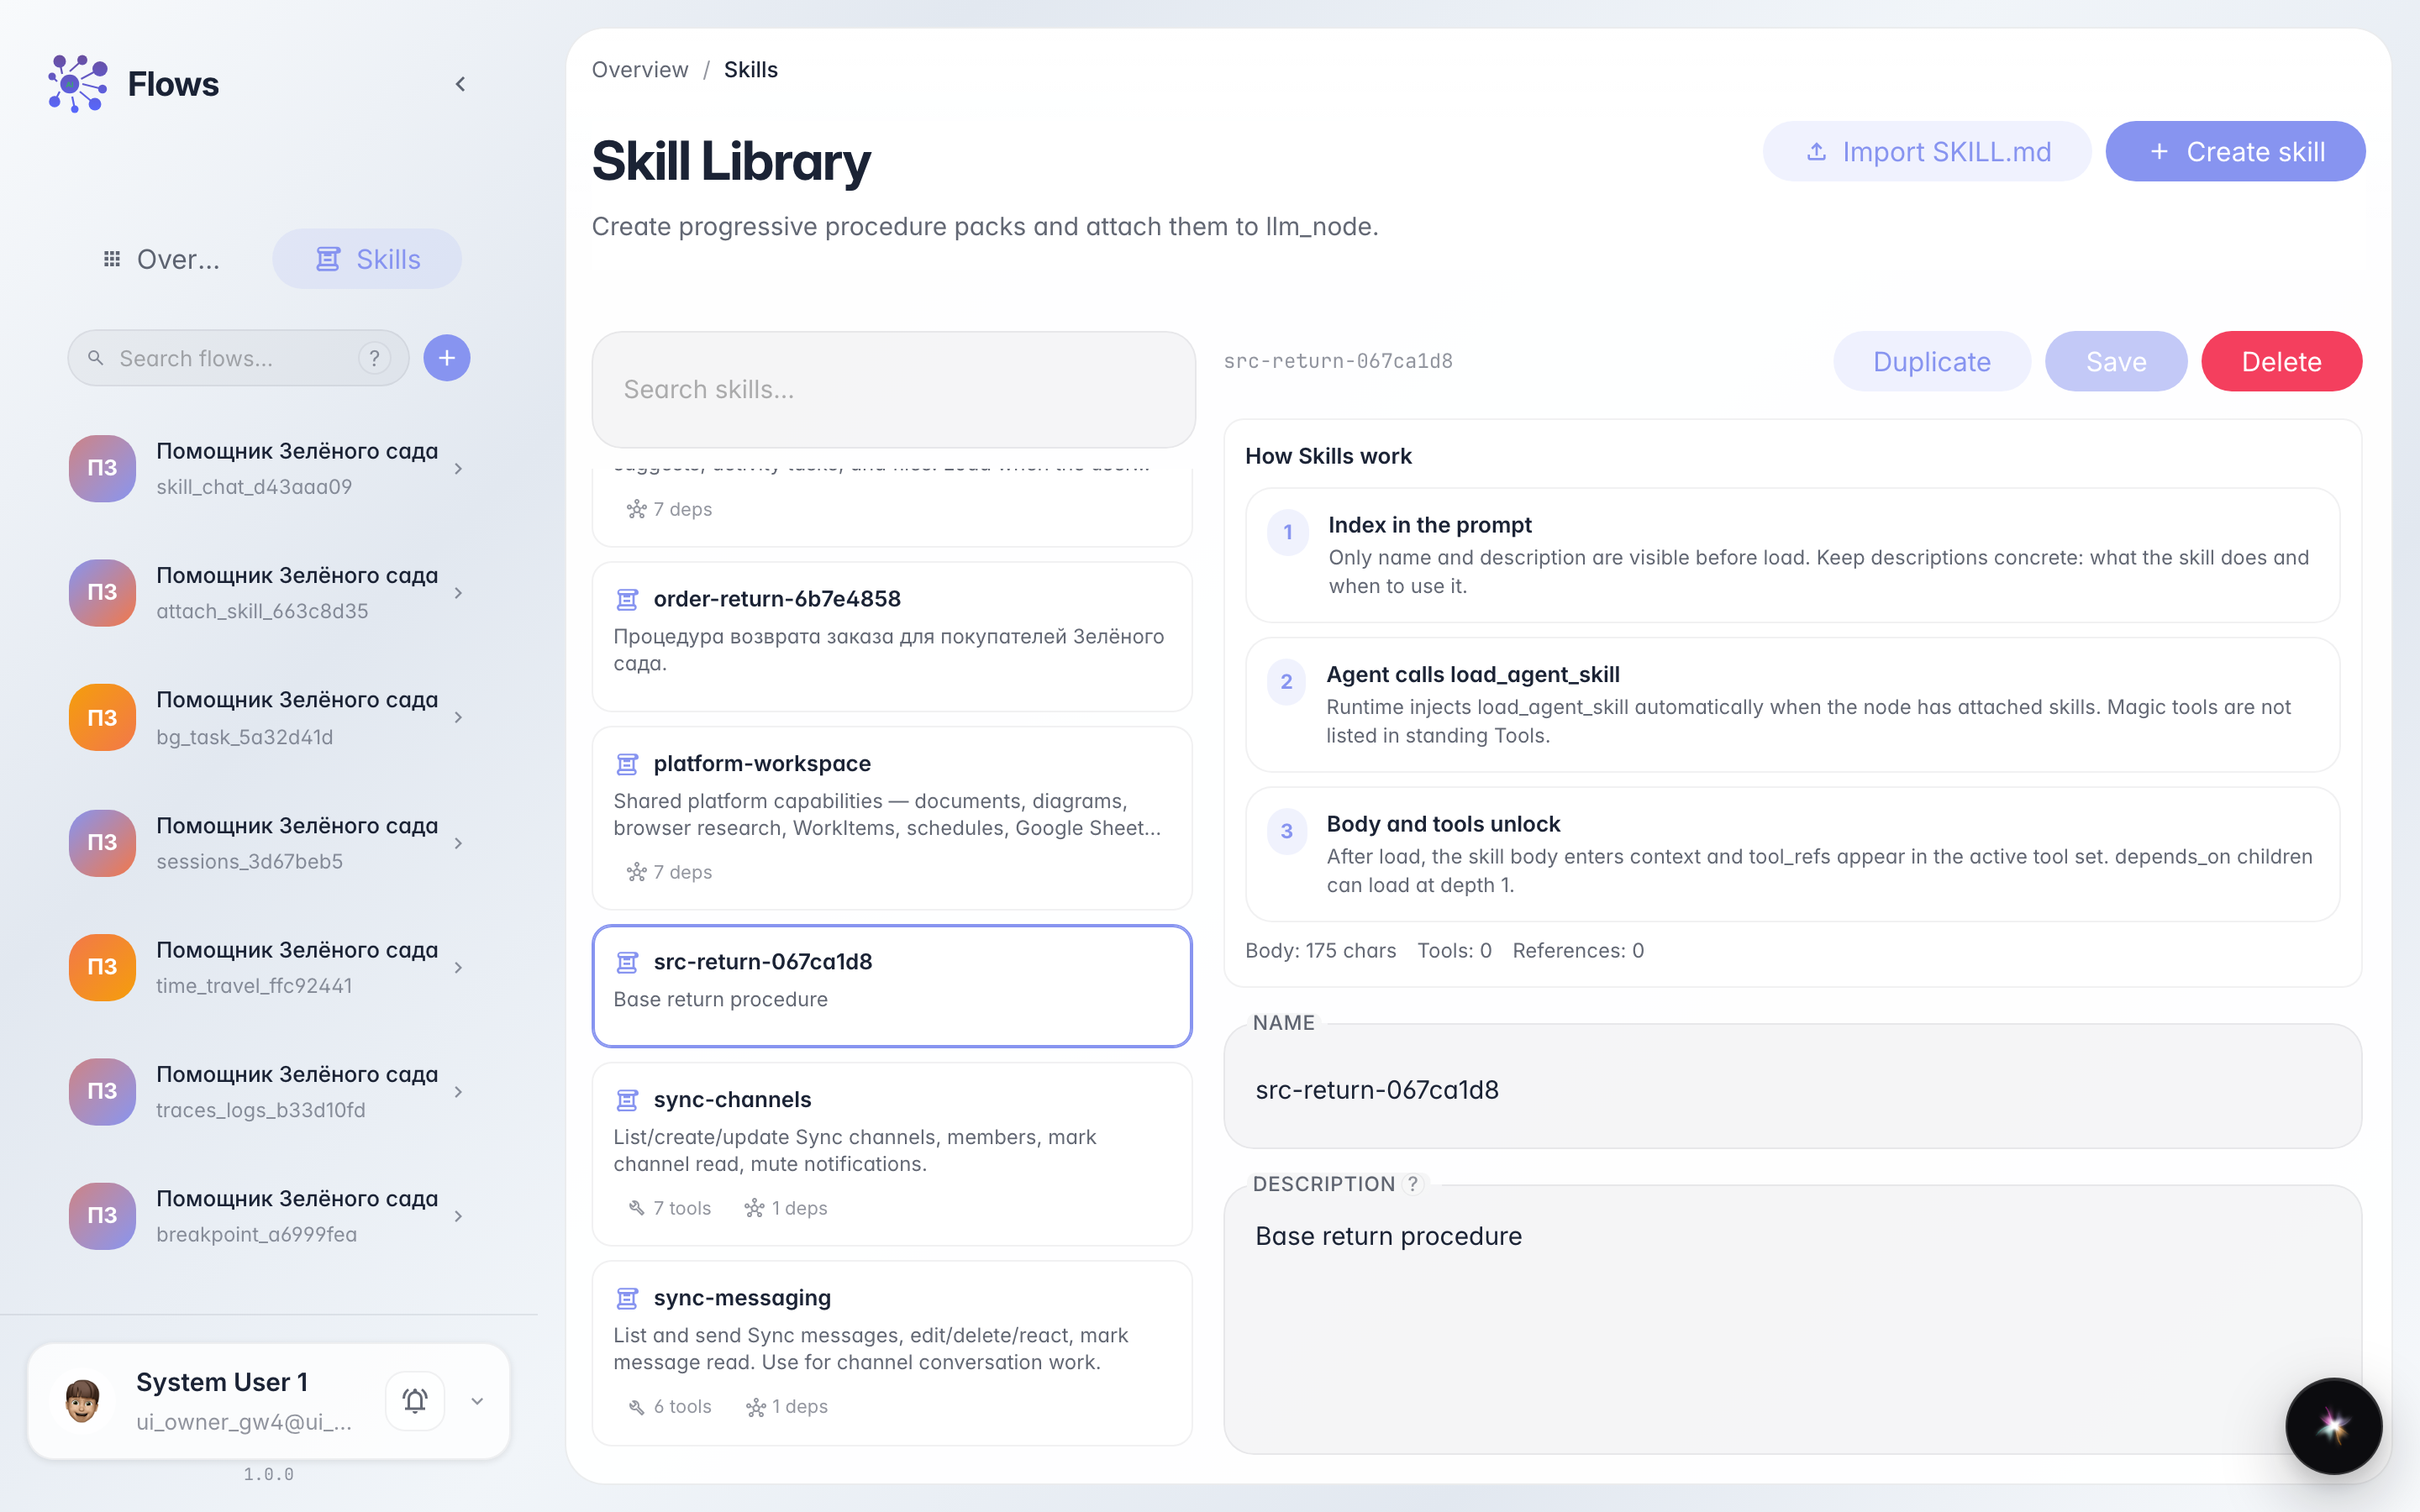 Flows
Over...
Skills
Search flows...
?
ПЗ
Помощник Зелёного сада
skill_chat_d43aaa09
ПЗ
Помощник Зелёного сада
attach_skill_663c8d35
ПЗ
Помощник Зелёного сада
bg_task_5a32d41d
ПЗ
Помощник Зелёного сада
sessions_3d67beb5
ПЗ
Помощник Зелёного сада
time_travel_ffc92441
ПЗ
Помощник Зелёного сада
traces_logs_b33d10fd
ПЗ
Помощник Зелёного сада
breakpoint_a6999fea
System User 1
ui_owner_gw4@ui_...
1.0.0
Overview / Skills
Skill Library
Create progressive procedure packs and attach them to llm_node.
Import SKILL.md
Create skill
Search skills...
7 deps
order-return-6b7e4858
Процедура возврата заказа для покупателей Зелёного
сада.
platform-workspace
Shared platform capabilities — documents, diagrams,
browser research, WorkItems, schedules, Google Sheet...
7 deps
src-return-067ca1d8
Base return procedure
sync-channels
List/create/update Sync channels, members, mark
channel read, mute notifications.
7 tools 1 deps
sync-messaging
List and send Sync messages, edit/delete/react, mark
message read. Use for channel conversation work.
6 tools 1 deps
src-return-067ca1d8
Duplicate
Save
Delete
How Skills work
1
Index in the prompt
Only name and description are visible before load. Keep descriptions concrete: what the skill does and
when to use it.
2
Agent calls load_agent_skill
Runtime injects load_agent_skill automatically when the node has attached skills. Magic tools are not
listed in standing Tools.
3
Body and tools unlock
After load, the skill body enters context and tool_refs appear in the active tool set. depends_on children
can load at depth 1.
Body: 175 chars Tools: 0 References: 0
NAME
src-return-067ca1d8
DESCRIPTION ?
Base return procedure